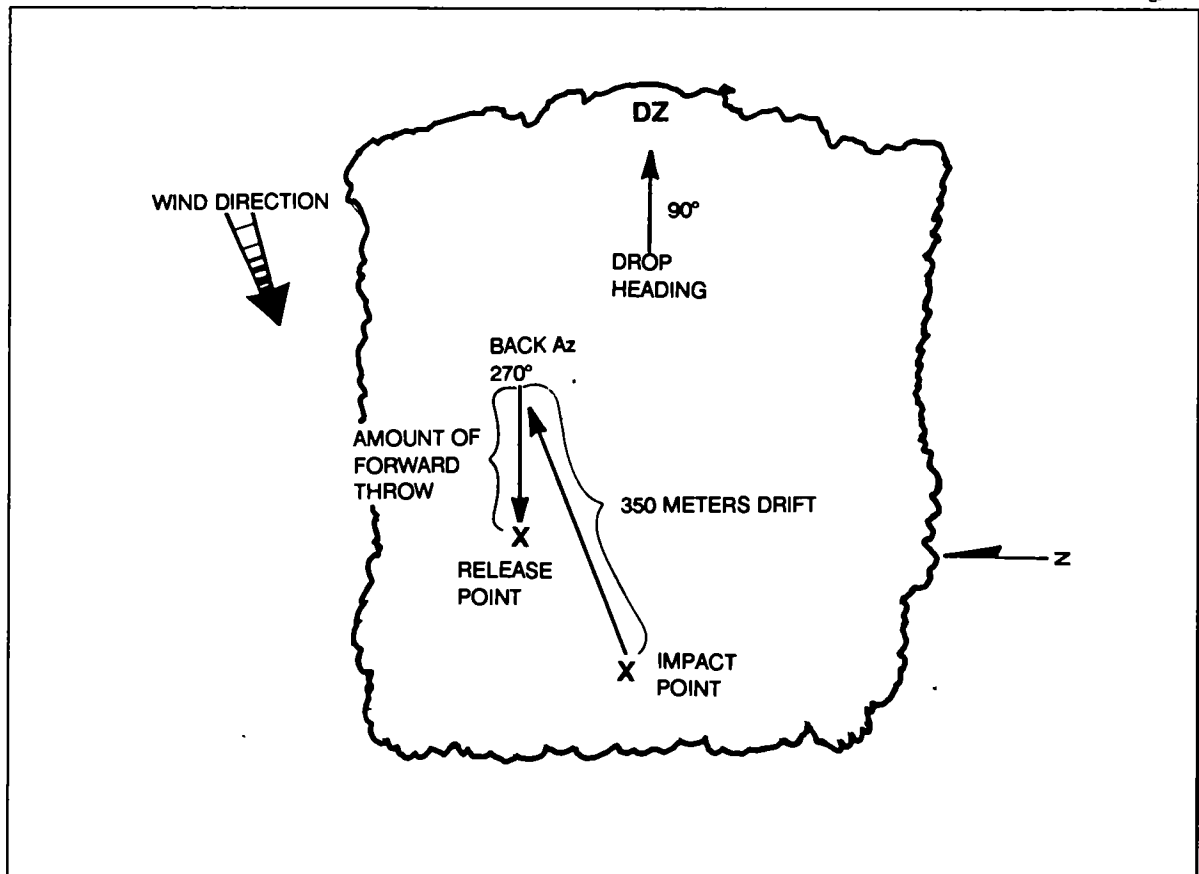 DZ
WIND DIRECTION
90°
DROP
HEADING
BACK Az
270°
AMOUNT OF
FORWARD
THROW
350 METERS DRIFT
X
RELEASE
POINT
N
X
IMPACT
POINT